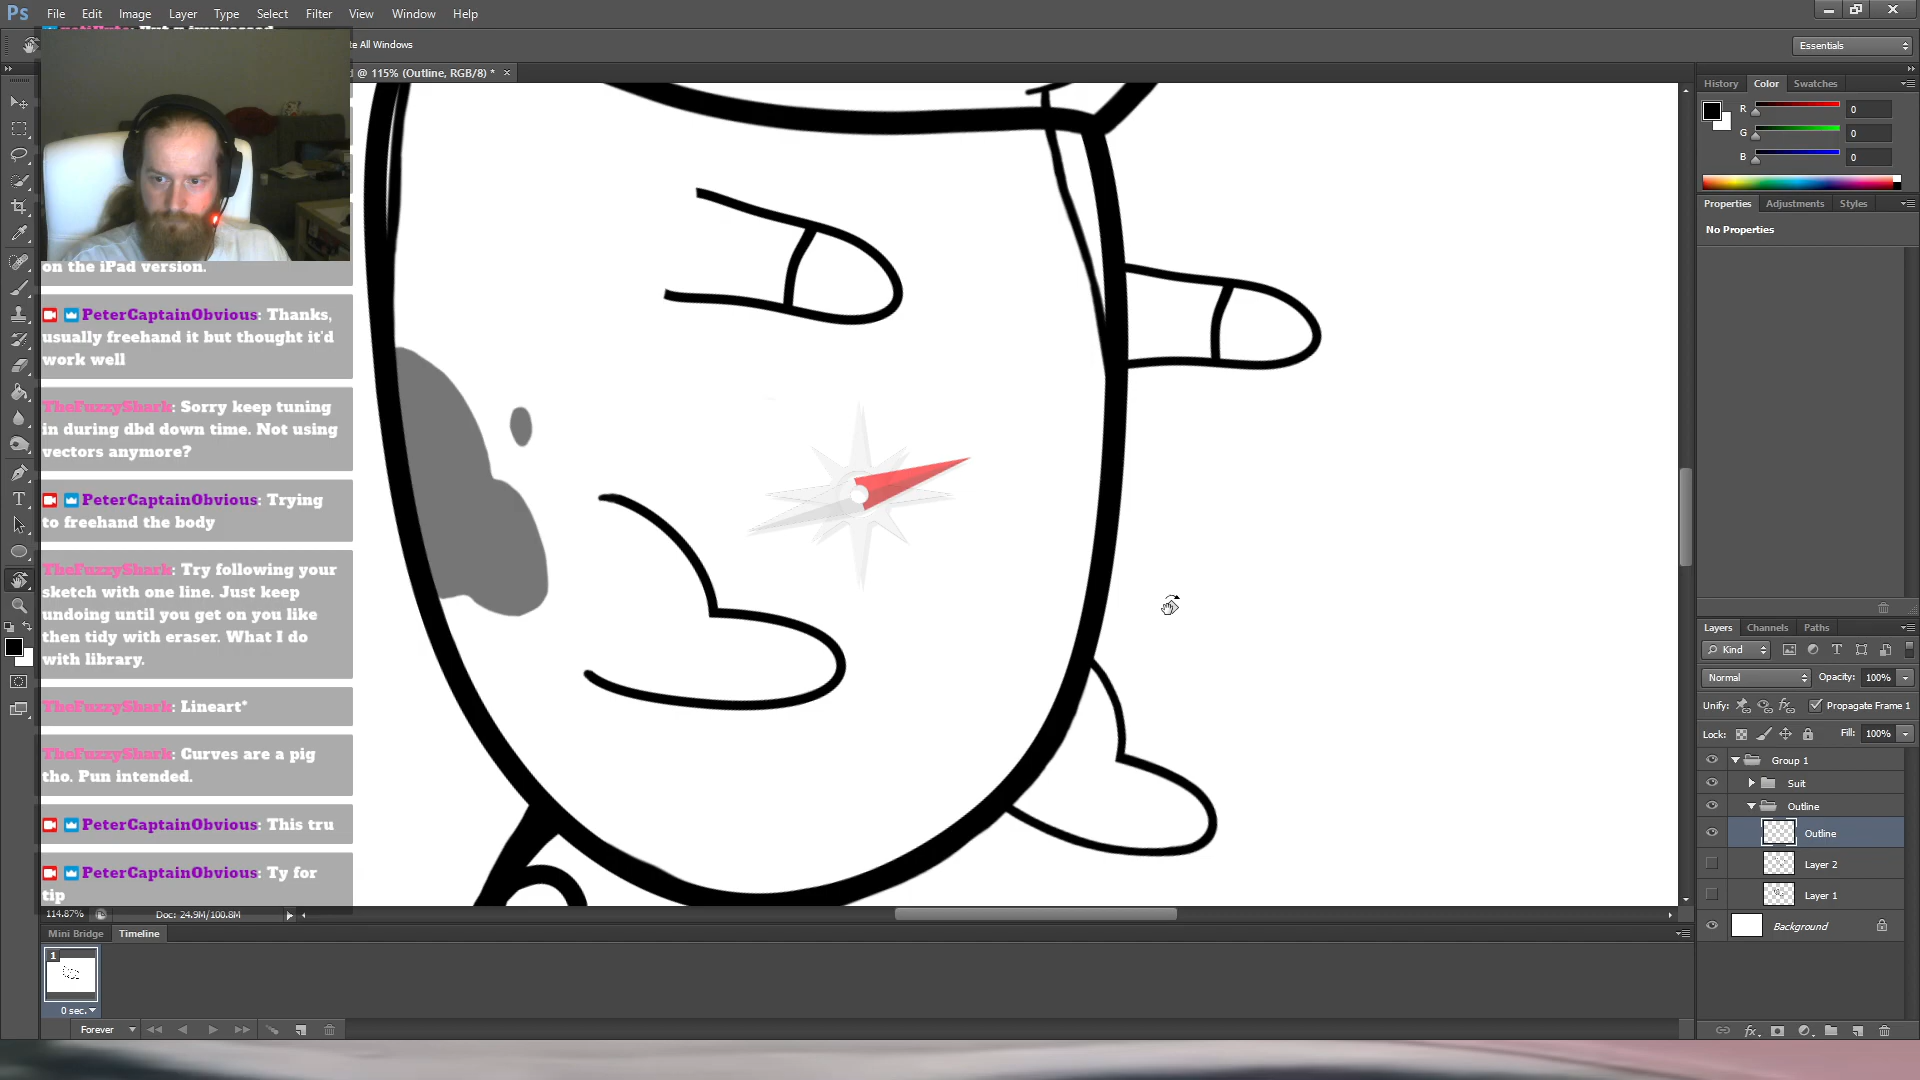 Ps File Edit Image Layer Type Select Filter View Window Help
te All Windows
Essentials
d @ 115% (Outline, RGB/8) * ×
History Color Swatches
R 0
G 0
B 0
Properties Adjustments Styles
No Properties
on the iPad version.
PeterCaptainObvious: Thanks,
usually freehand it but thought it'd
work well
TheFuzzyShark: Sorry keep tuning
in during dbd down time. Not using
vectors anymore?
PeterCaptainObvious: Trying
to freehand the body
TheFuzzyShark: Try following your
sketch with one line. Just keep
undoing until you get on you like
then tidy with eraser. What I do
with library.
TheFuzzyShark: Lineart*
TheFuzzyShark: Curves are a pig
tho. Pun intended.
PeterCaptainObvious: This tru
PeterCaptainObvious: Ty for
tip
Layers Channels Paths
Kind
Normal Opacity: 100%
Unify: Propagate Frame 1
Lock: Fill: 100%
Group 1
Suit
Outline
Outline
Layer 2
Layer 1
Background
114.87% Doc: 24.9M/100.8M
Mini Bridge Timeline
1
0 sec.
Forever